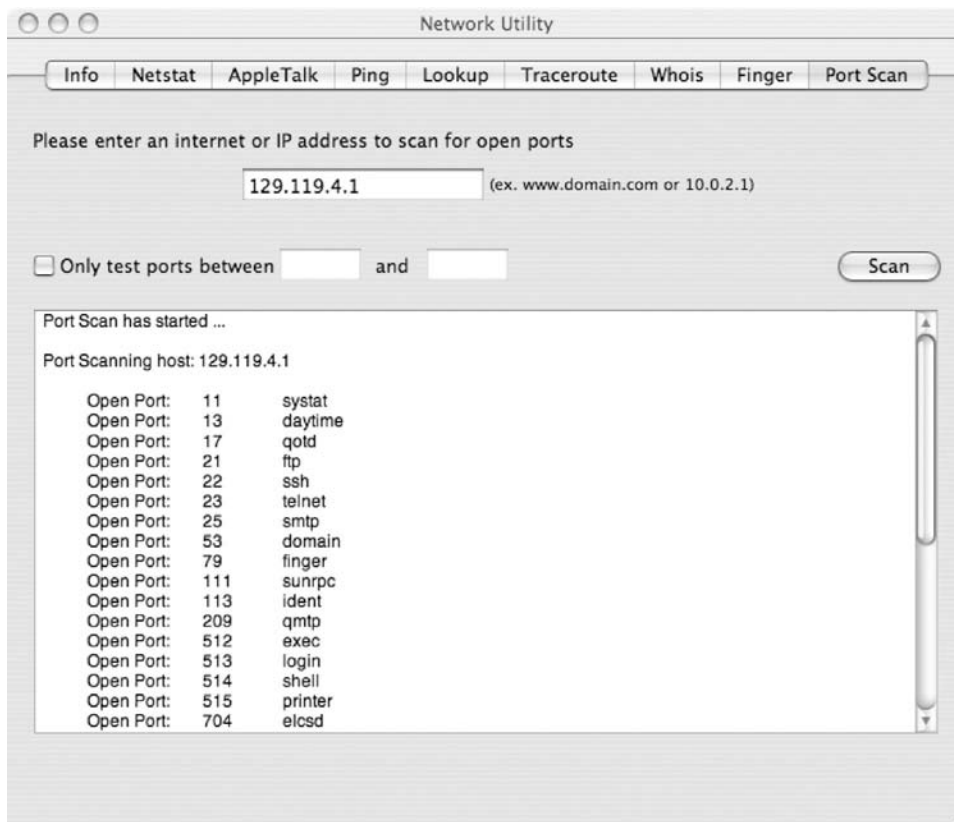 Network Utility
Info Netstat AppleTalk Ping Lookup Traceroute Whois Finger Port Scan
Please enter an internet or IP address to scan for open ports
129.119.4.1 (ex. www.domain.com or 10.0.2.1)
Only test ports between and Scan
Port Scan has started ...
Port Scanning host: 129.119.4.1
Open Port: 11 systat
Open Port: 13 daytime
Open Port: 17 qotd
Open Port: 21 ftp
Open Port: 22 ssh
Open Port: 23 telnet
Open Port: 25 smtp
Open Port: 53 domain
Open Port: 79 finger
Open Port: 111 sunrpc
Open Port: 113 ident
Open Port: 209 qmtp
Open Port: 512 exec
Open Port: 513 login
Open Port: 514 shell
Open Port: 515 printer
Open Port: 704 elcsd